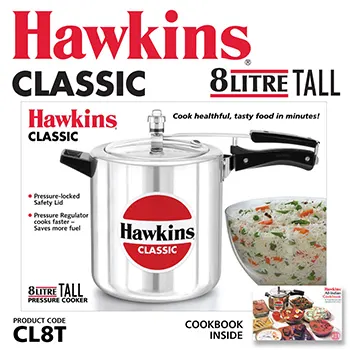 Hawkins®
CLASSIC
8 LITRE TALL
Hawkins
CLASSIC
Cook healthful, tasty food in minutes!
• Pressure-locked
Safety Lid
• Pressure Regulator
cooks faster –
Saves more fuel
Hawkins
CLASSIC
8 LITRE TALL
PRESSURE COOKER
PRODUCT CODE
CL8T
COOKBOOK
INSIDE
Hawkins